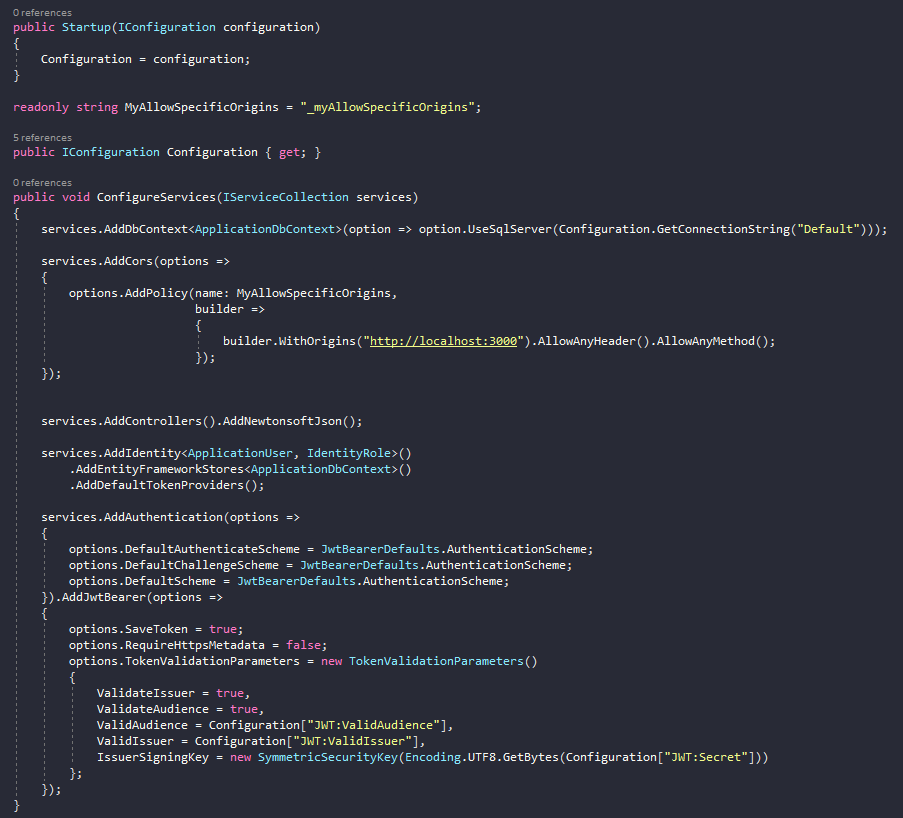 0 references
public Startup(IConfiguration configuration)
{
Configuration = configuration;
}
readonly string MyAllowSpecificOrigins = "_myAllowSpecificOrigins";
5 references
public IConfiguration Configuration { get; }
0 references
public void ConfigureServices(IServiceCollection services)
{
services.AddDbContext<ApplicationDbContext>(option => option.UseSqlServer(Configuration.GetConnectionString("Default")));
services.AddCors(options =>
{
options.AddPolicy(name: MyAllowSpecificOrigins,
builder =>
{
builder.WithOrigins("http://localhost:3000").AllowAnyHeader().AllowAnyMethod();
});
});
services.AddControllers().AddNewtonsoftJson();
services.AddIdentity<ApplicationUser, IdentityRole>()
.AddEntityFrameworkStores<ApplicationDbContext>()
.AddDefaultTokenProviders();
services.AddAuthentication(options =>
{
options.DefaultAuthenticateScheme = JwtBearerDefaults.AuthenticationScheme;
options.DefaultChallengeScheme = JwtBearerDefaults.AuthenticationScheme;
options.DefaultScheme = JwtBearerDefaults.AuthenticationScheme;
}).AddJwtBearer(options =>
{
options.SaveToken = true;
options.RequireHttpsMetadata = false;
options.TokenValidationParameters = new TokenValidationParameters()
{
ValidateIssuer = true,
ValidateAudience = true,
ValidAudience = Configuration["JWT:ValidAudience"],
ValidIssuer = Configuration["JWT:ValidIssuer"],
IssuerSigningKey = new SymmetricSecurityKey(Encoding.UTF8.GetBytes(Configuration["JWT:Secret"]))
};
});
}